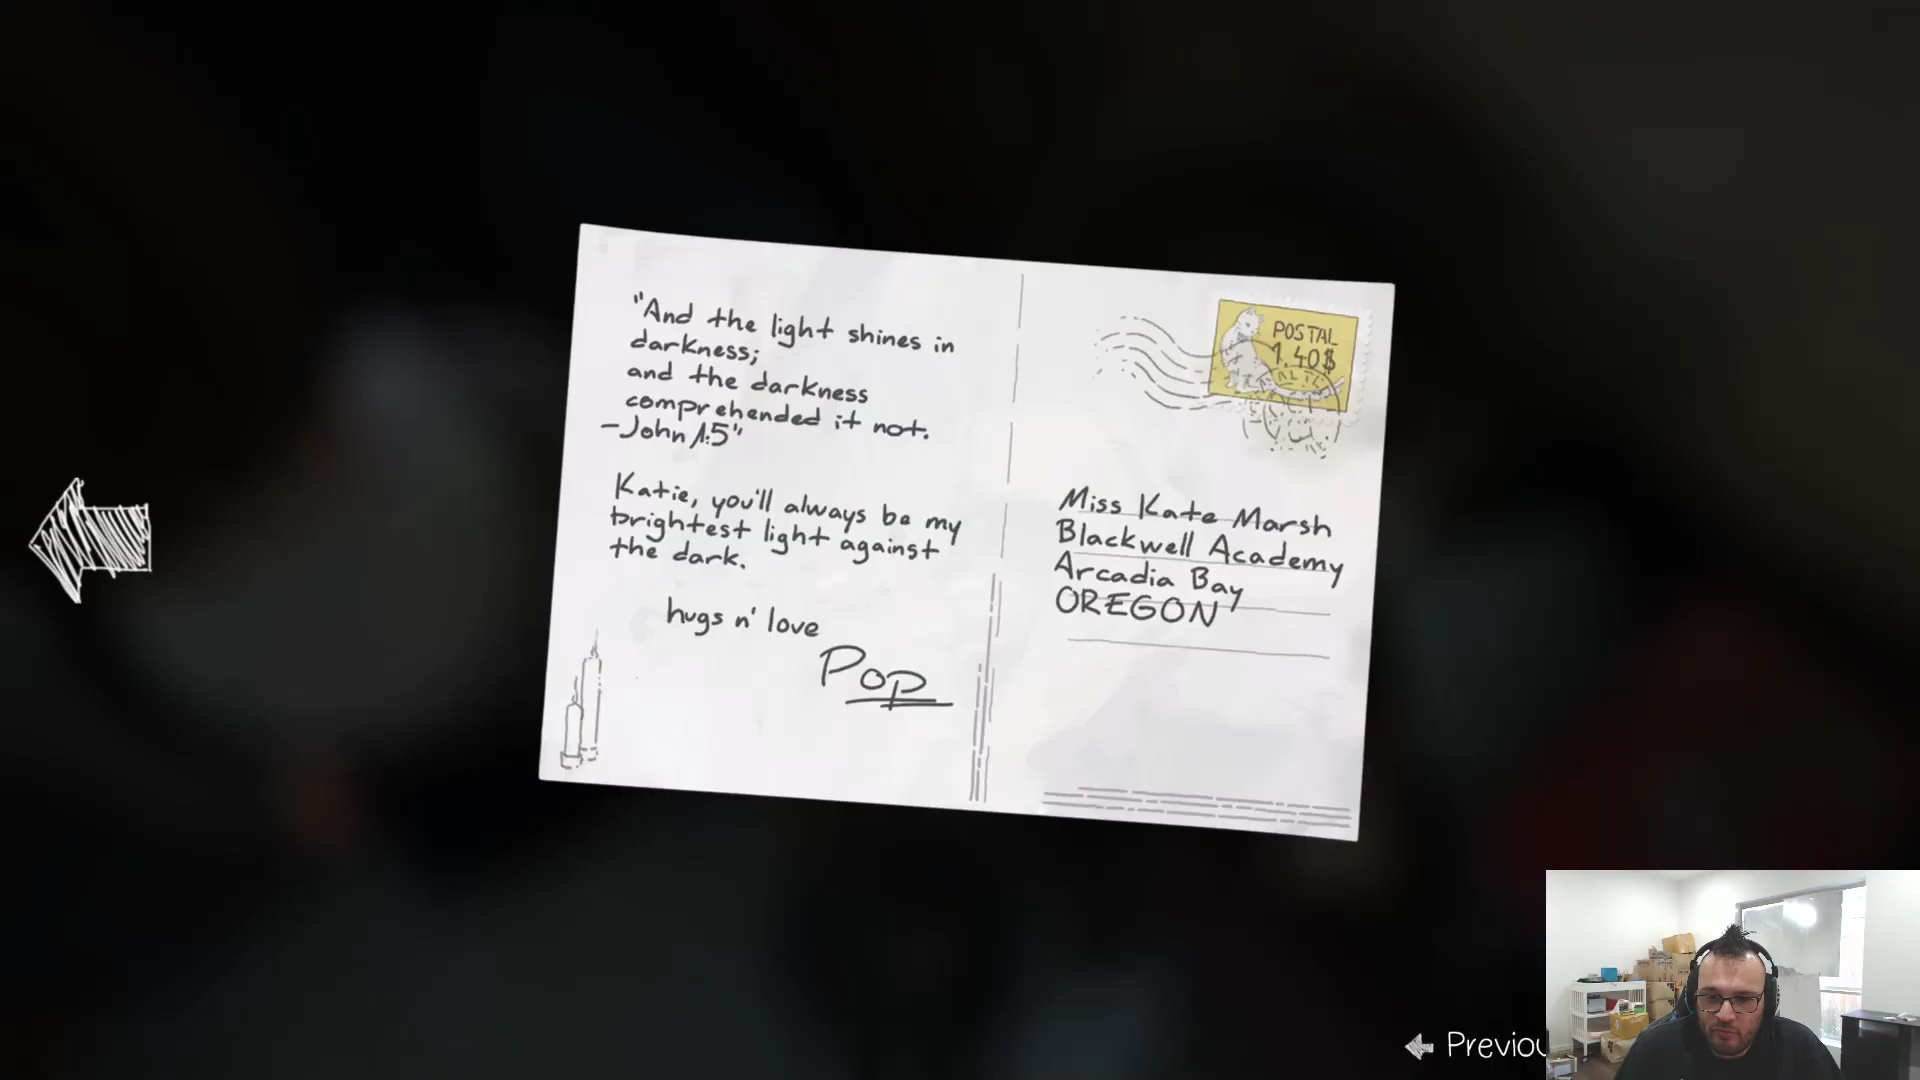 "And the light shines in
darkness;
and the darkness
comprehended it not.
-John 1:5"
Katie, you'll always be my
brightest light against
the dark.
hugs n' love
Pop
POSTAL
1.40$
Miss Kate Marsh
Blackwell Academy
Arcadia Bay
OREGON
Previou